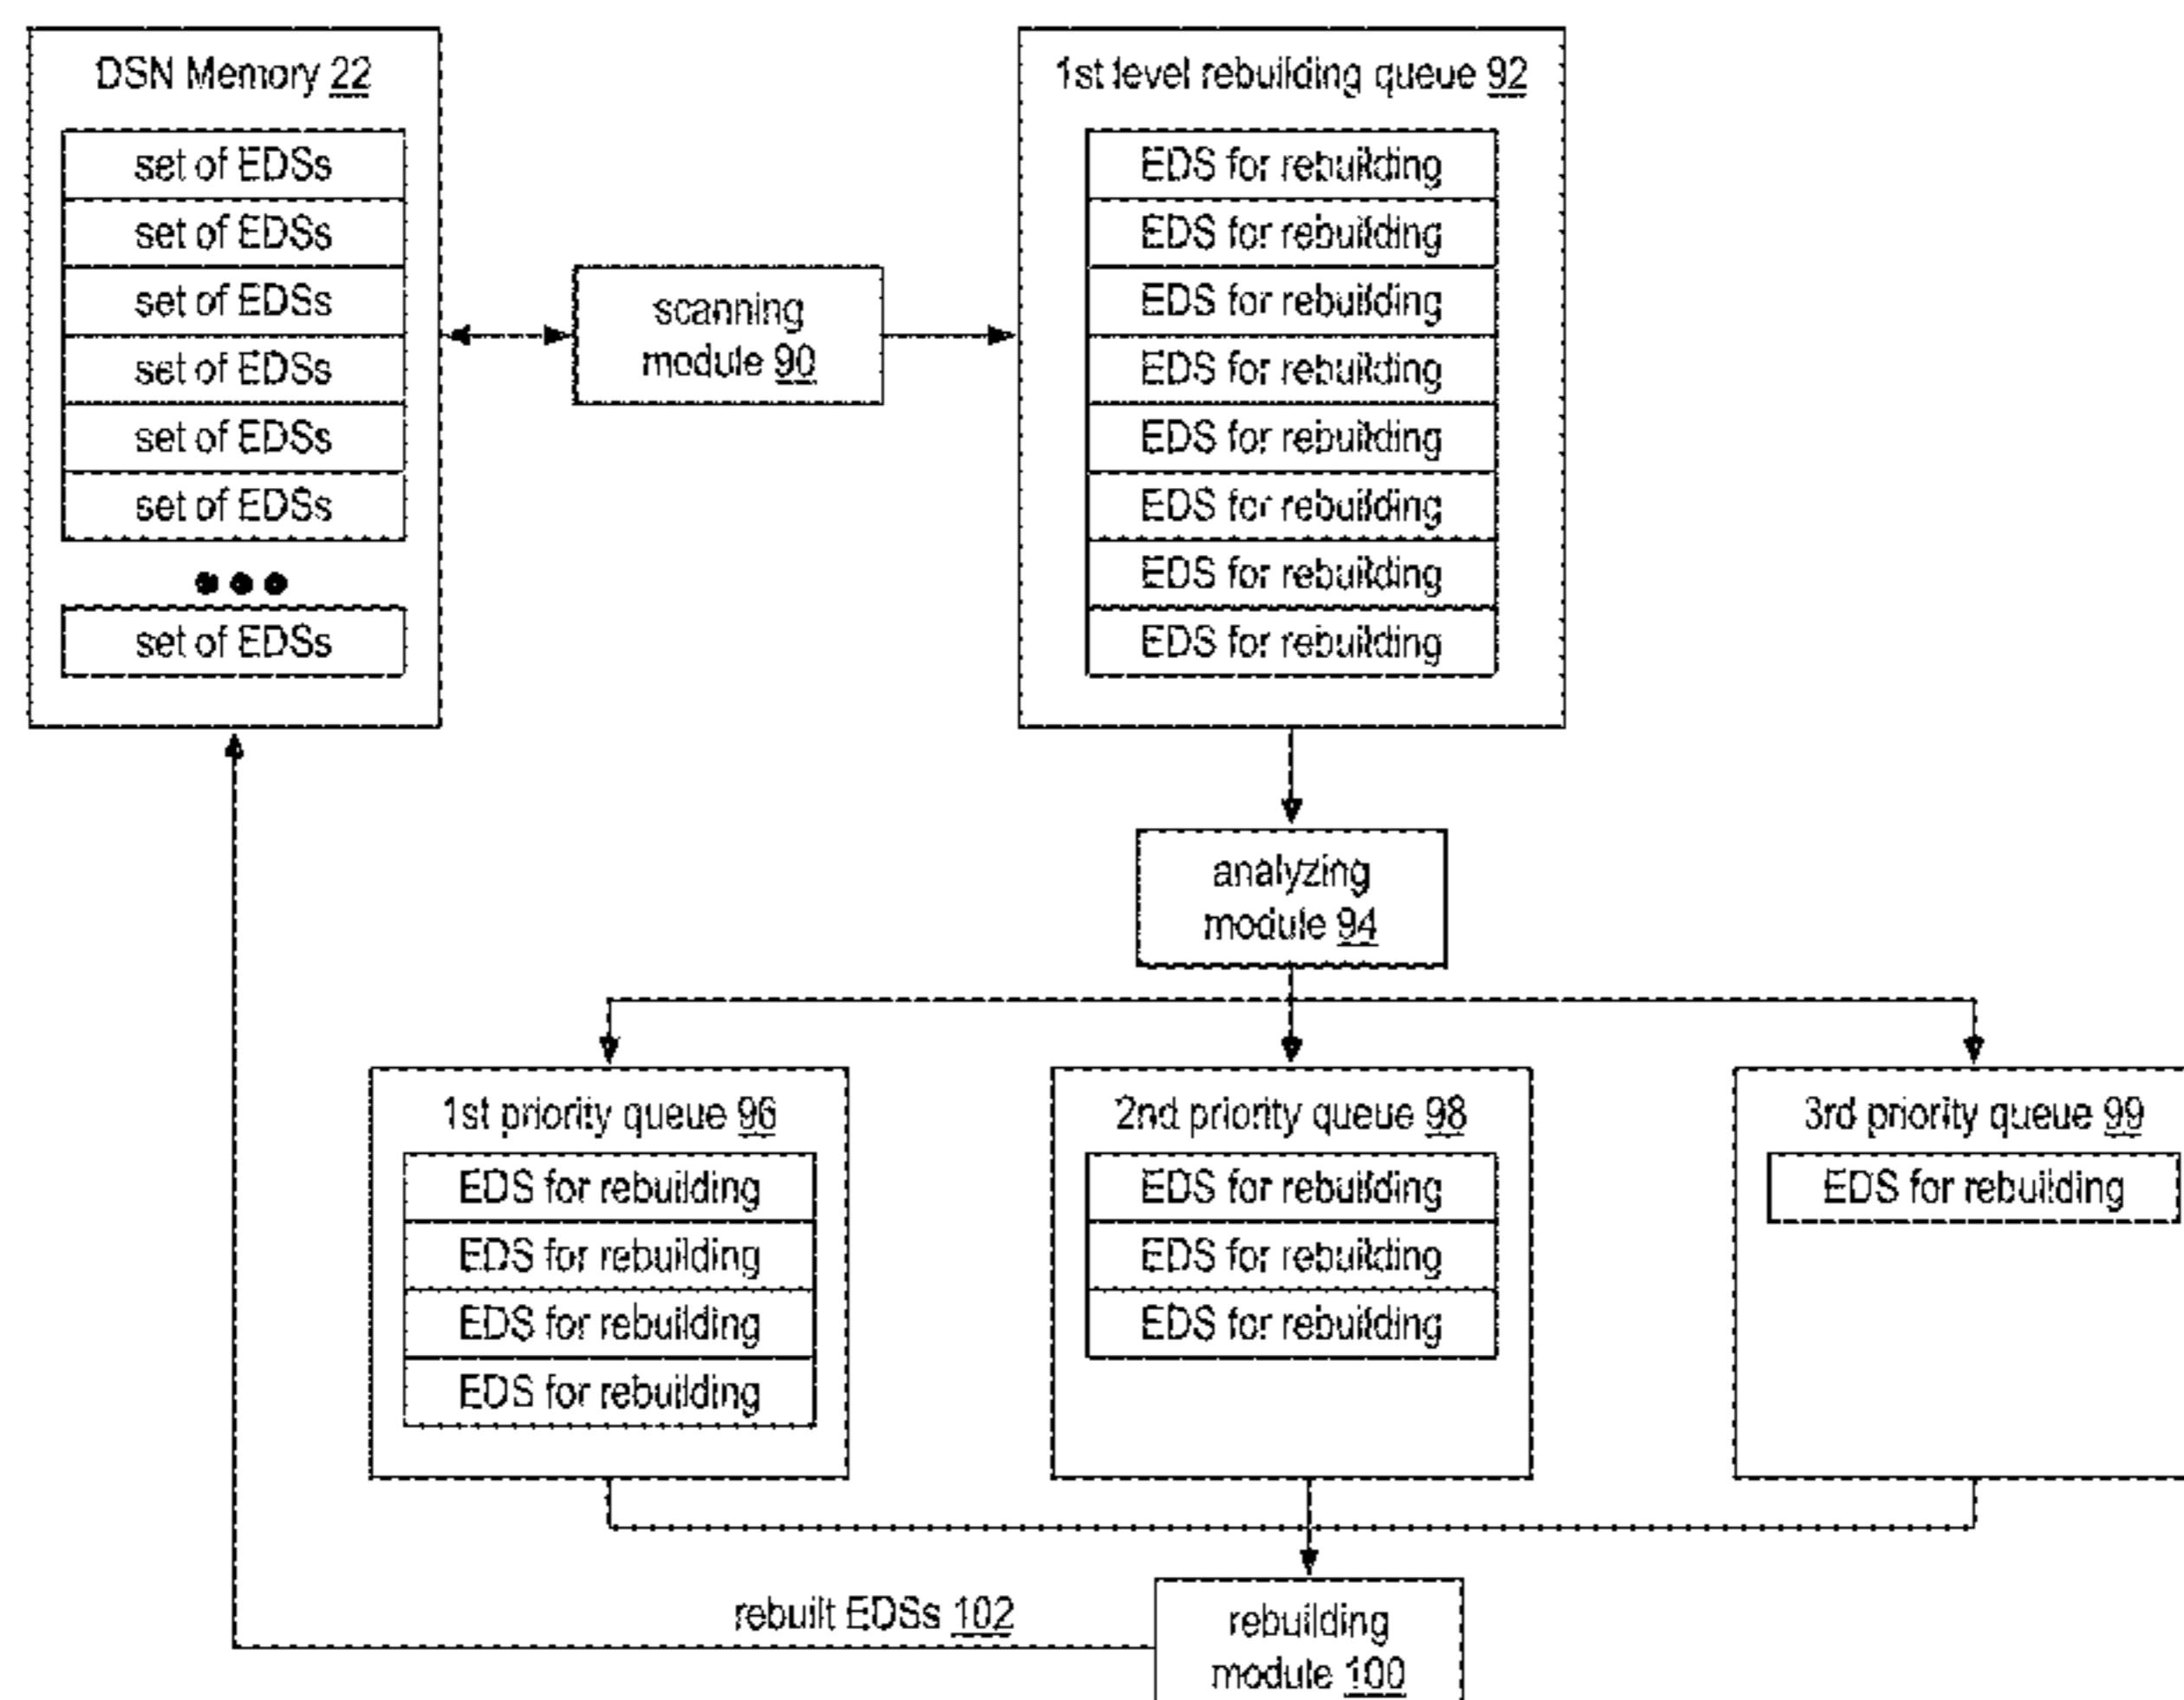 DSN Memory 22
set of EDSs
set of EDSs
set of EDSs
set of EDSs
set of EDSs
set of EDSs
set of EDSs
scanning
module 90
1st level rebuilding queue 92
EDS for rebuilding
EDS for rebuilding
EDS for rebuilding
EDS for rebuilding
EDS for rebuilding
EDS for rebuilding
EDS for rebuilding
EDS for rebuilding
analyzing
module 94
1st priority queue 96
EDS for rebuilding
EDS for rebuilding
EDS for rebuilding
EDS for rebuilding
2nd priority queue 98
EDS for rebuilding
EDS for rebuilding
EDS for rebuilding
3rd priority queue 99
EDS for rebuilding
rebuilt EDSs 102
rebuilding
module 100